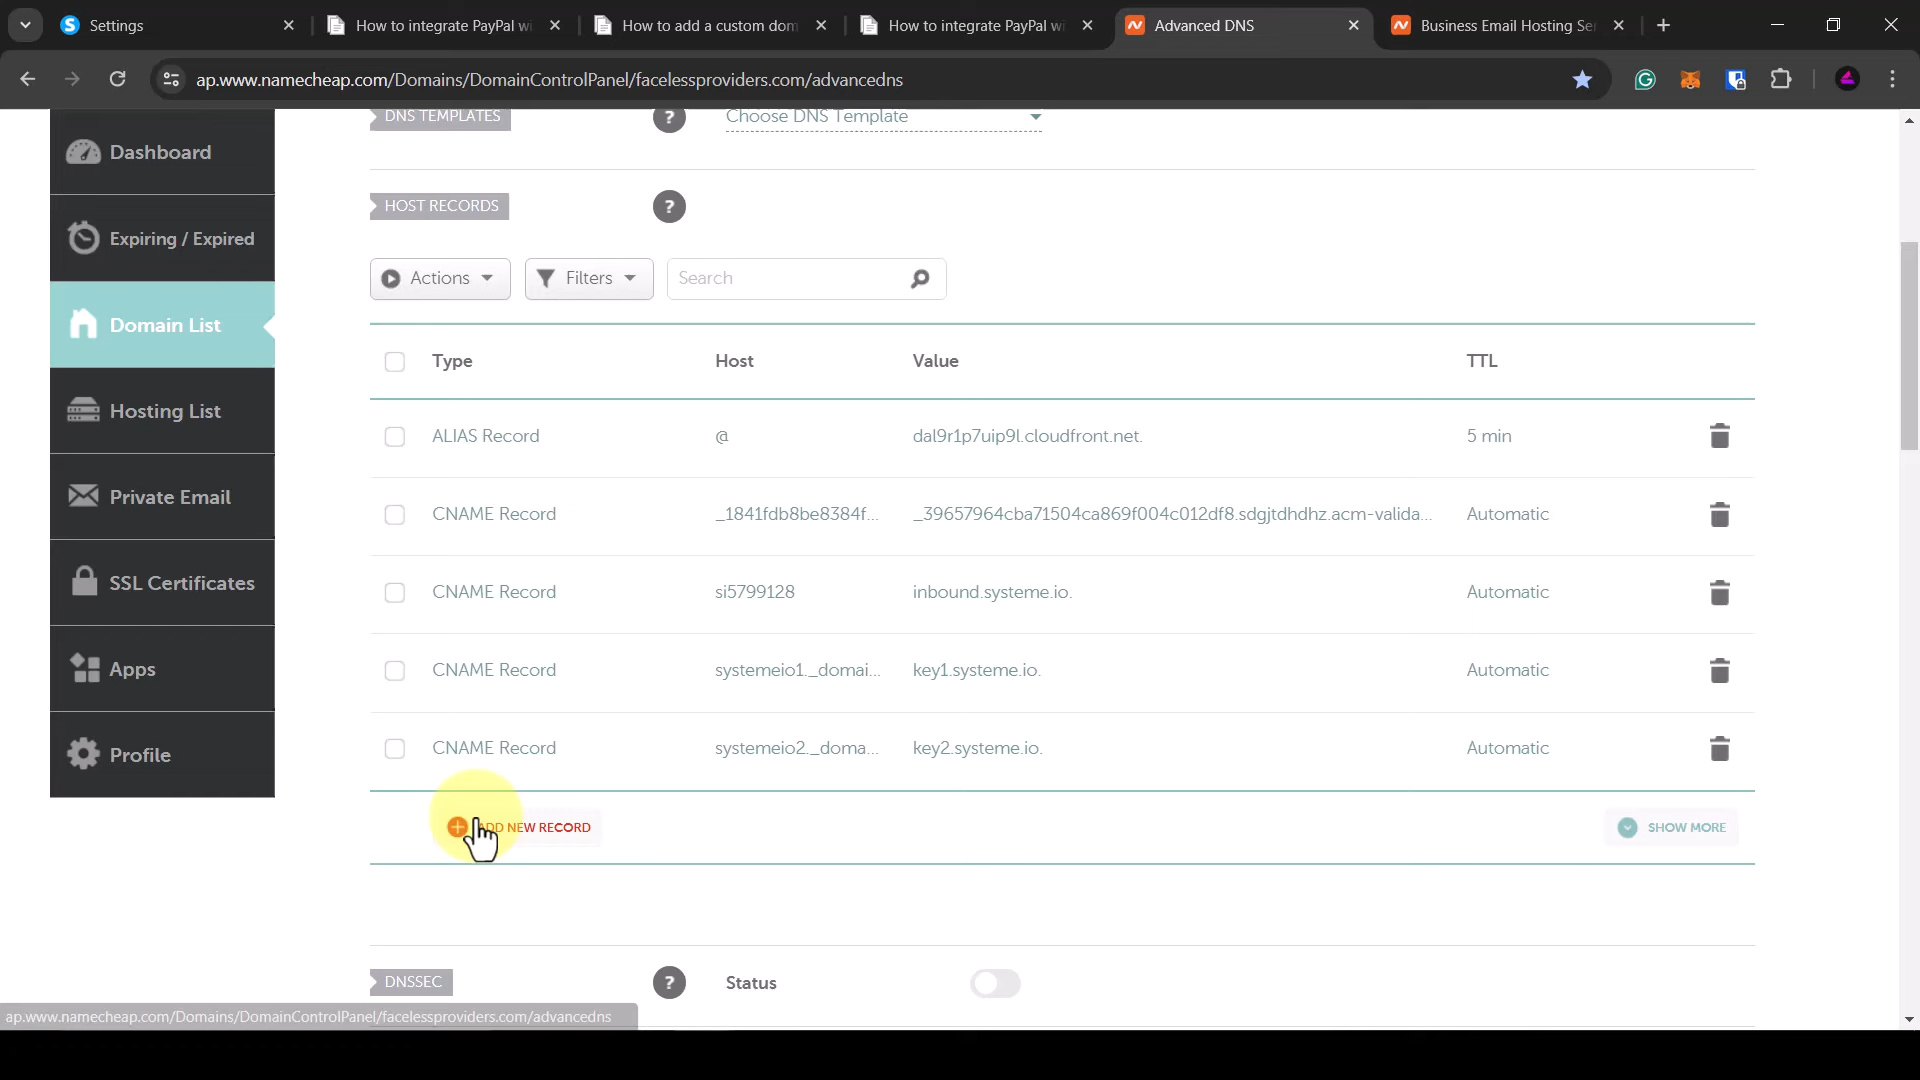 Settings
How to integrate PayPal wi
How to add a custom dom
How to integrate PayPal wi
Advanced DNS
Business Email Hosting Ser
ap.www.namecheap.com/Domains/DomainControlPanel/facelessproviders.com/advancedns
DNS TEMPLATES
?
Choose DNS Template
Dashboard
HOST RECORDS
?
Expiring / Expired
Actions
Filters
Search
Domain List
Type
Host
Value
TTL
Hosting List
ALIAS Record
@
dal9r1p7uip9l.cloudfront.net.
5 min
Private Email
CNAME Record
_1841fdb8be8384f...
_39657964cba71504ca869f004c012df8.sdgjtdhdhz.acm-valida...
Automatic
SSL Certificates
CNAME Record
si5799128
inbound.systeme.io.
Automatic
Apps
CNAME Record
systemeio1._domai...
key1.systeme.io.
Automatic
Profile
CNAME Record
systemeio2._doma...
key2.systeme.io.
Automatic
ADD NEW RECORD
SHOW MORE
DNSSEC
?
Status
ap.www.namecheap.com/Domains/DomainControlPanel/facelessproviders.com/advancedns